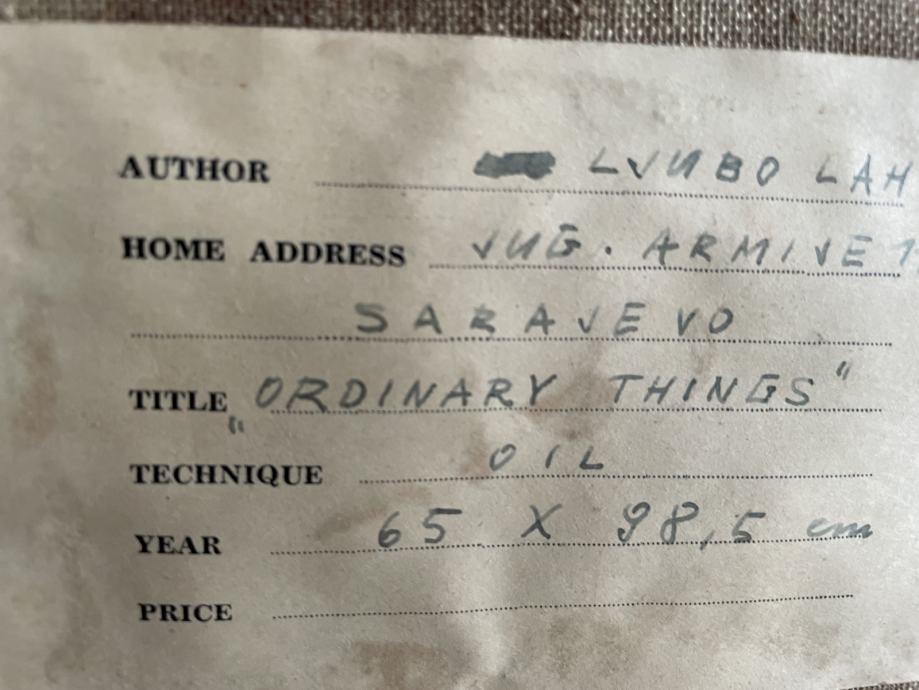 AUTHOR LJUBO LAH
HOME ADDRESS JUG. ARMIJE 1
SARAJEVO
TITLE "ORDINARY THINGS"
TECHNIQUE OIL
YEAR 65 X 98,5 cm
PRICE